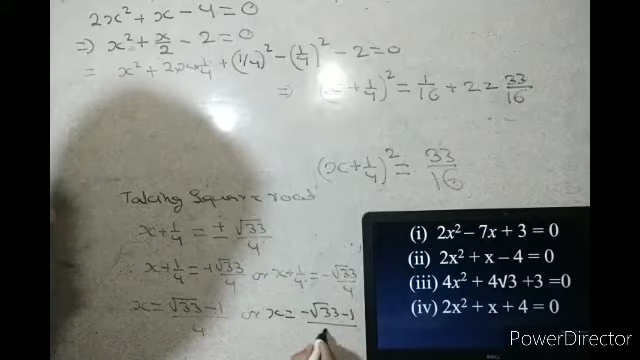 2x² + x - 4 = 0
⇒ x² + x/2 - 2 = 0
= x² + 2·x·1/4 + (1/4)² - (1/4)² - 2 = 0
⇒ + 1/4)² = 1/16 + 2 = 33/16
(x + 1/4)² = 33/16
Taking Square root
x + 1/4 = ± √33/4
∴ x + 1/4 = +√33/4 or x + 1/4 = -√33/4
x = √33 - 1/4 or x = -√33 - 1
(i) 2x² – 7x + 3 = 0
(ii) 2x² + x – 4 = 0
(iii) 4x² + 4√3 +3 =0
(iv) 2x² + x + 4 = 0
PowerDirector